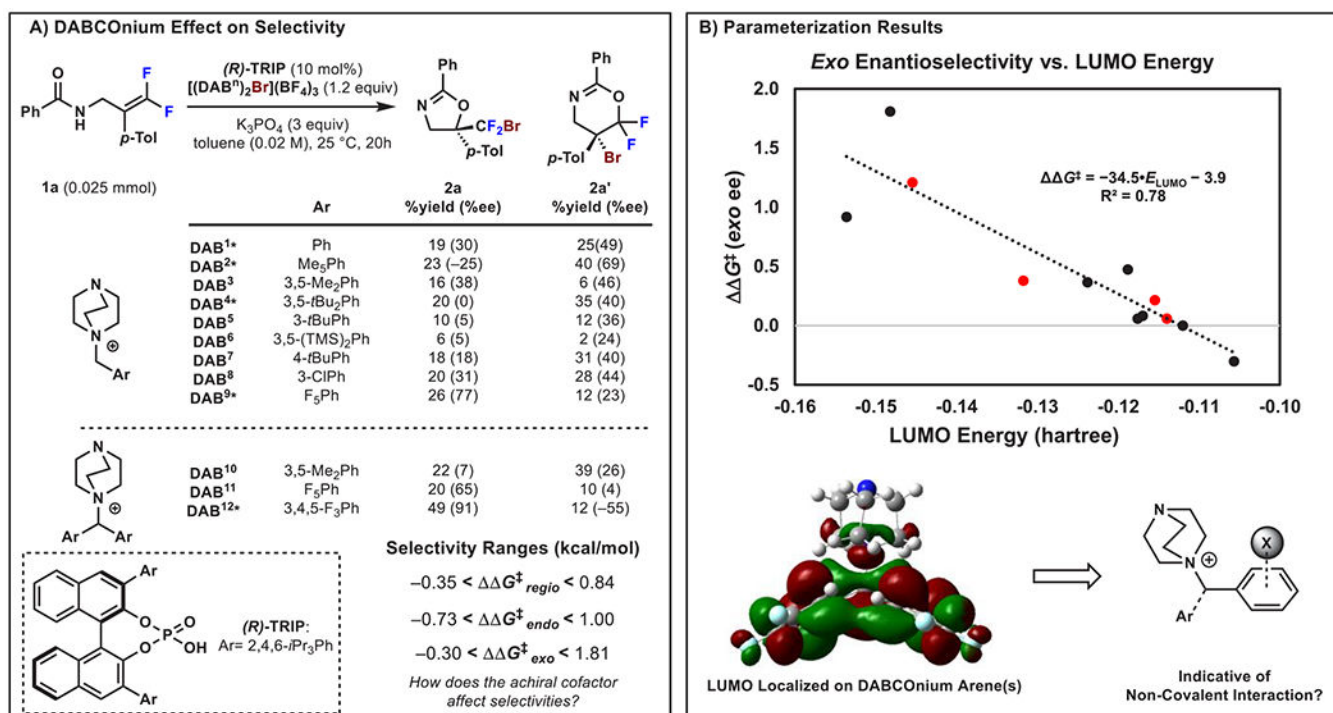 A) DABCOnium Effect on Selectivity
O
Ph
N
H
F
F
p-Tol
1a (0.025 mmol)
(R)-TRIP (10 mol%)
[(DABⁿ)₂Br](BF₄)₃ (1.2 equiv)
K₃PO₄ (3 equiv)
toluene (0.02 M), 25 °C, 20h
Ph
N
O
CF₂Br
p-Tol
Ph
N
O
F
F
p-Tol
Br
2a
2a'
Ar
%yield (%ee)
%yield (%ee)
DAB¹* Ph 19 (30) 25(49)
DAB²* Me₅Ph 23 (–25) 40 (69)
DAB³ 3,5-Me₂Ph 16 (38) 6 (46)
DAB⁴* 3,5-tBu₂Ph 20 (0) 35 (40)
DAB⁵ 3-tBuPh 10 (5) 12 (36)
DAB⁶ 3,5-(TMS)₂Ph 6 (5) 2 (24)
DAB⁷ 4-tBuPh 18 (18) 31 (40)
DAB⁸ 3-ClPh 20 (31) 28 (44)
DAB⁹* F₅Ph 26 (77) 12 (23)
N
N
⊕
Ar
DAB¹⁰ 3,5-Me₂Ph 22 (7) 39 (26)
DAB¹¹ F₅Ph 20 (65) 10 (4)
DAB¹²* 3,4,5-F₃Ph 49 (91) 12 (–55)
N
N
⊕
Ar
Ar
Ar
O
O
P
O
OH
Ar
(R)-TRIP:
Ar= 2,4,6-iPr₃Ph
Selectivity Ranges (kcal/mol)
–0.35 < ΔΔG‡regio < 0.84
–0.73 < ΔΔG‡endo < 1.00
–0.30 < ΔΔG‡exo < 1.81
How does the achiral cofactor
affect selectivities?
B) Parameterization Results
Exo Enantioselectivity vs. LUMO Energy
ΔΔG‡ (exo ee)
2.0
1.5
1.0
0.5
0.0
-0.5
ΔΔG‡ = −34.5•E_LUMO − 3.9
R² = 0.78
-0.16 -0.15 -0.14 -0.13 -0.12 -0.11 -0.10
LUMO Energy (hartree)
LUMO Localized on DABCOnium Arene(s)
N
N
⊕
X
Ar
Indicative of
Non-Covalent Interaction?